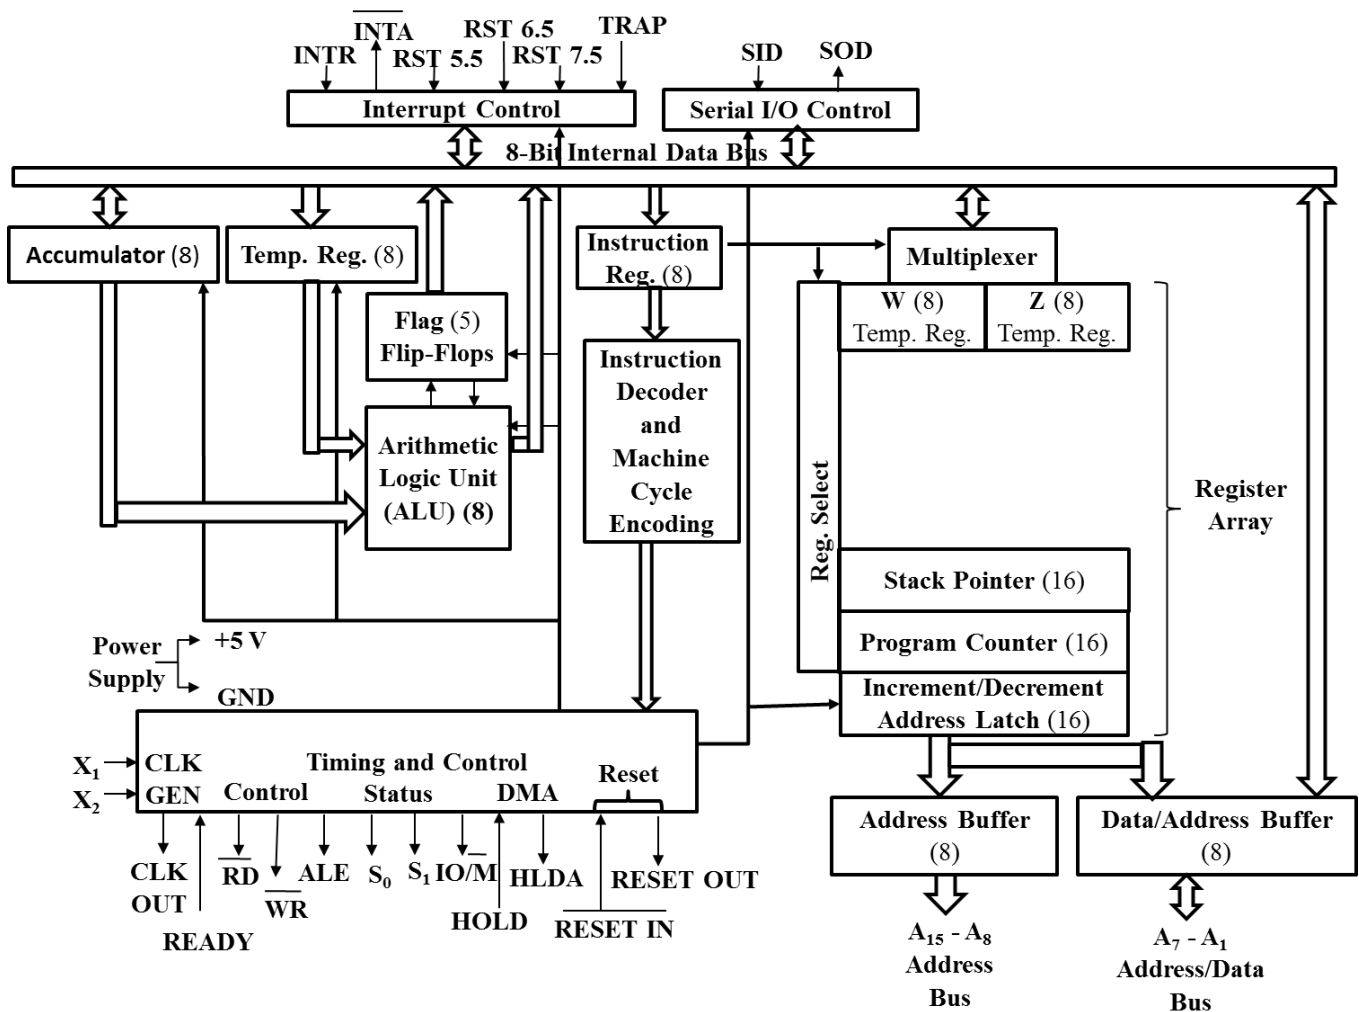 INTR
INTA
RST 5.5
RST 6.5
RST 7.5
TRAP
SID
SOD
Interrupt Control
Serial I/O Control
8-Bit Internal Data Bus
Accumulator (8)
Temp. Reg. (8)
Instruction
Reg. (8)
Multiplexer
Flag (5)
Flip-Flops
W (8)
Temp. Reg.
Z (8)
Temp. Reg.
Arithmetic
Logic Unit
(ALU) (8)
Instruction
Decoder
and
Machine
Cycle
Encoding
Reg. Select
Register
Array
Stack Pointer (16)
Program Counter (16)
Increment/Decrement
Address Latch (16)
Power
Supply
+5 V
GND
X1
X2
CLK
GEN
Timing and Control
Control
Status
DMA
Reset
CLK
OUT
READY
RD
WR
ALE
S0
S1
IO/M
HOLD
HLDA
RESET IN
RESET OUT
Address Buffer
(8)
Data/Address Buffer
(8)
A15 - A8
Address
Bus
A7 - A1
Address/Data
Bus